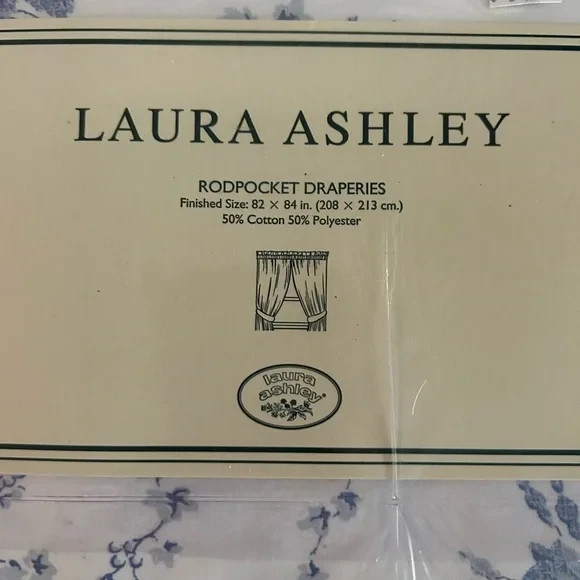 LAURA ASHLEY
RODPOCKET DRAPERIES
Finished Size: 82 × 84 in. (208 × 213 cm.)
50% Cotton 50% Polyester
laura
ashley®